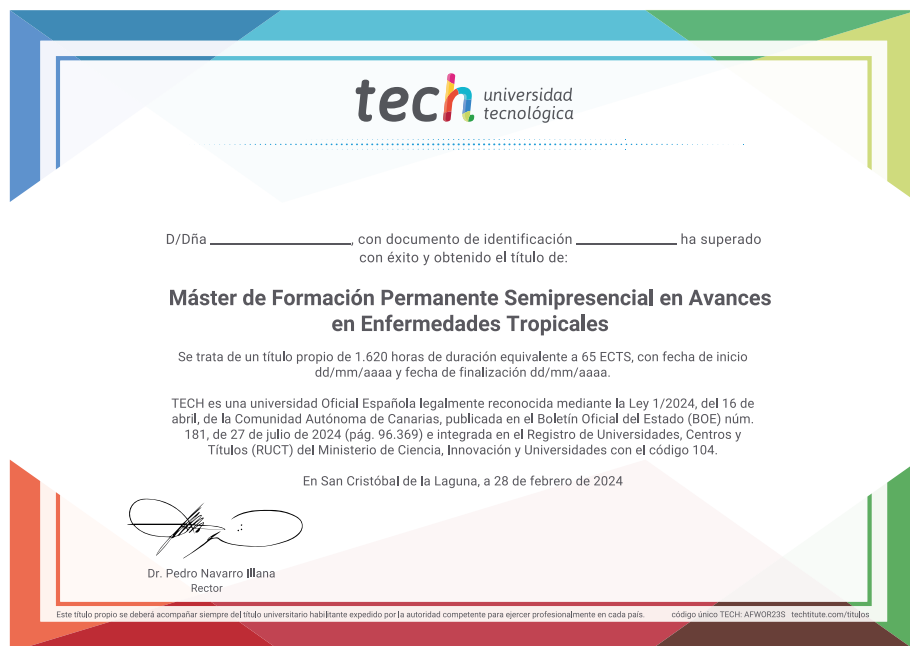 tech universidad
tecnológica
D/Dña ____________________, con documento de identificación ______________ ha superado
con éxito y obtenido el título de:
Máster de Formación Permanente Semipresencial en Avances
en Enfermedades Tropicales
Se trata de un título propio de 1.620 horas de duración equivalente a 65 ECTS, con fecha de inicio
dd/mm/aaaa y fecha de finalización dd/mm/aaaa.
TECH es una universidad Oficial Española legalmente reconocida mediante la Ley 1/2024, del 16 de
abril, de la Comunidad Autónoma de Canarias, publicada en el Boletín Oficial del Estado (BOE) núm.
181, de 27 de julio de 2024 (pág. 96.369) e integrada en el Registro de Universidades, Centros y
Títulos (RUCT) del Ministerio de Ciencia, Innovación y Universidades con el código 104.
En San Cristóbal de la Laguna, a 28 de febrero de 2024
Dr. Pedro Navarro Illana
Rector
Este título propio se deberá acompañar siempre del título universitario habilitante expedido por la autoridad competente para ejercer profesionalmente en cada país. código único TECH: AFWOR23S techtitute.com/titulos